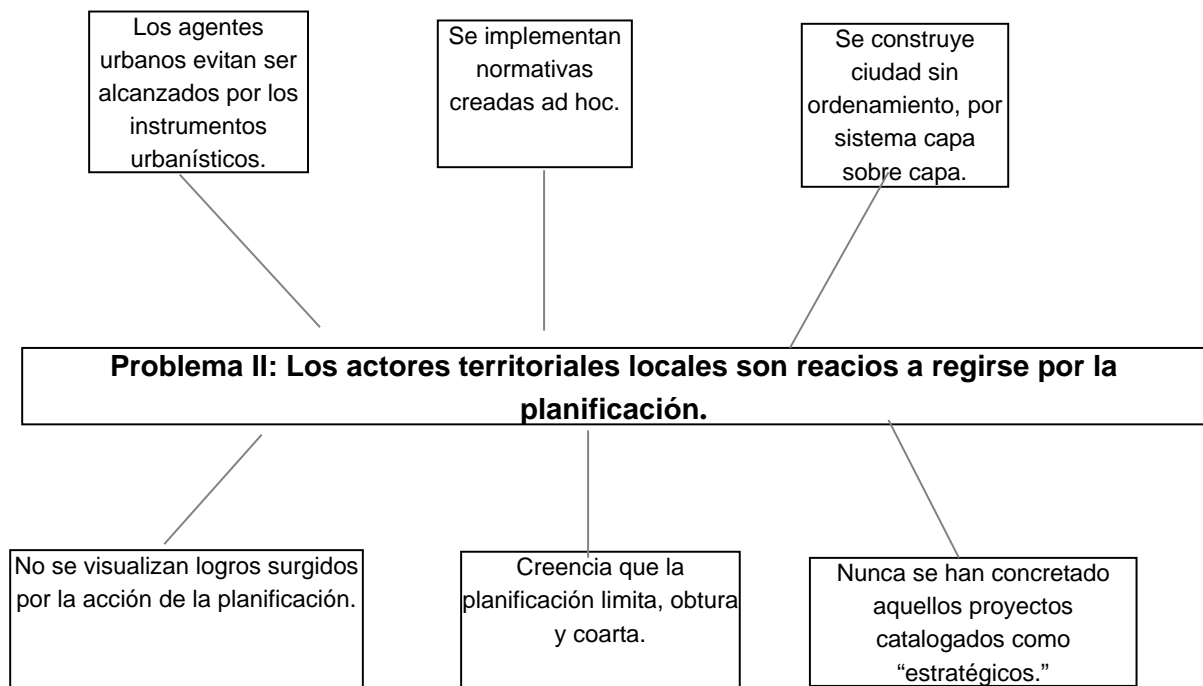 Los agentes
urbanos evitan ser
alcanzados por los
instrumentos
urbanísticos.
Se implementan
normativas
creadas ad hoc.
Se construye
ciudad sin
ordenamiento, por
sistema capa
sobre capa.
Problema II: Los actores territoriales locales son reacios a regirse por la
planificación.
No se visualizan logros surgidos
por la acción de la planificación.
Creencia que la
planificación limita, obtura
y coarta.
Nunca se han concretado
aquellos proyectos
catalogados como
“estratégicos.”